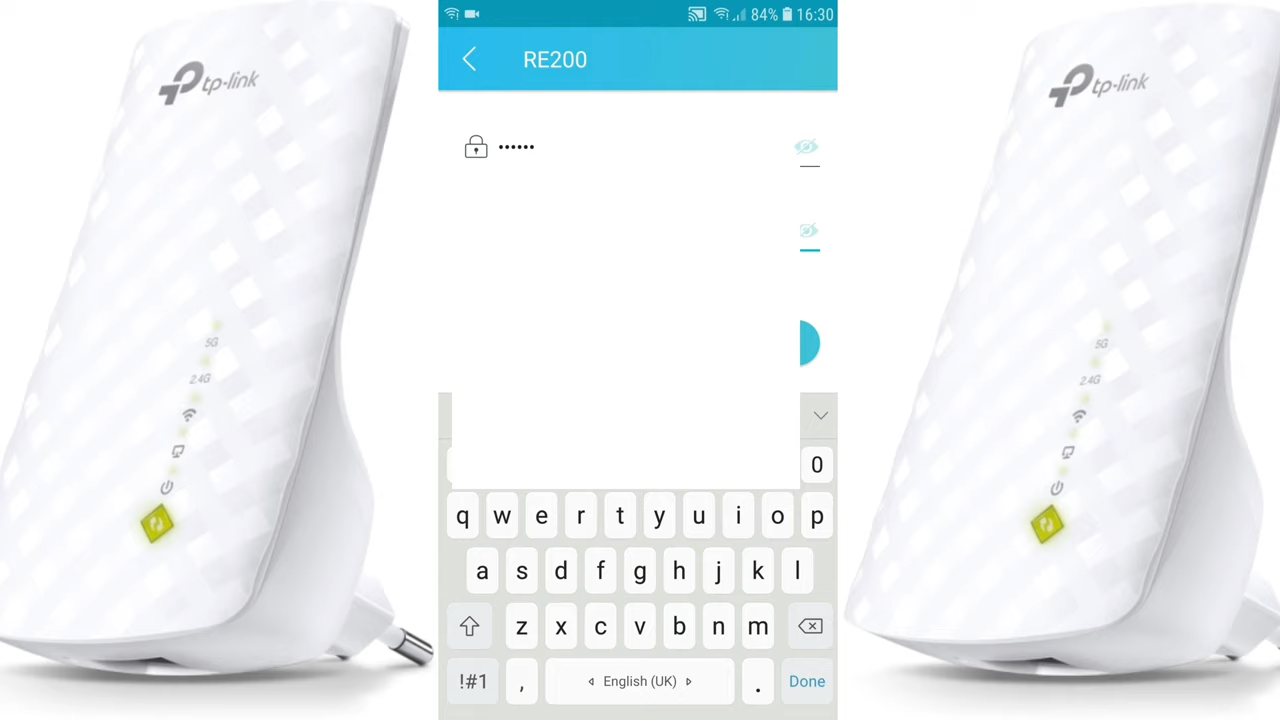 tp-link
5G
2.4G
84% 16:30
RE200
••••••
0
q w e r t y u i o p
a s d f g h j k l
z x c v b n m
!#1 , English (UK) . Done
tp-link
5G
2.4G